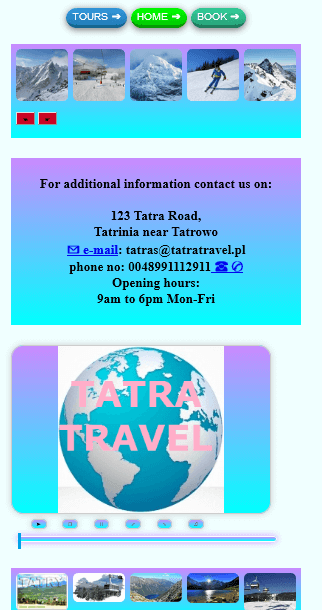 TOURS ➔ HOME ➔ BOOK ➔
For additional information contact us on:
123 Tatra Road,
Tatrinia near Tatrowo
🖂 e-mail: tatras@tatratravel.pl
phone no: 0048991112911 ☎ ✆
Opening hours:
9am to 6pm Mon-Fri
TATRA
TRAVEL